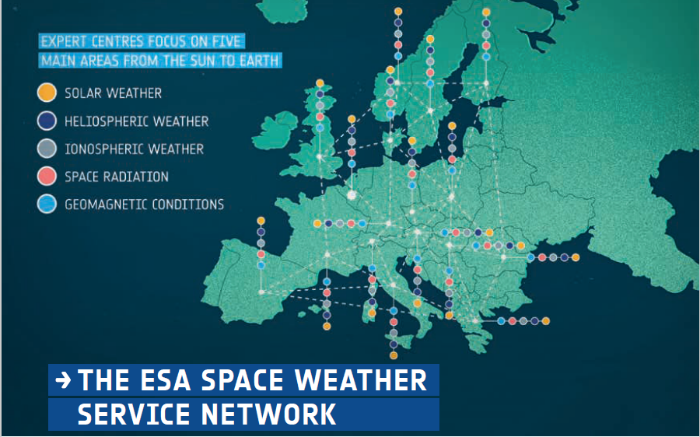 EXPERT CENTRES FOCUS ON FIVE
MAIN AREAS FROM THE SUN TO EARTH
SOLAR WEATHER
HELIOSPHERIC WEATHER
IONOSPHERIC WEATHER
SPACE RADIATION
GEOMAGNETIC CONDITIONS
→ THE ESA SPACE WEATHER
SERVICE NETWORK